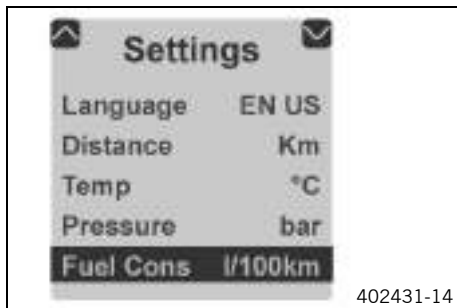 Settings
Language EN US
Distance Km
Temp °C
Pressure bar
Fuel Cons l/100km
402431-14